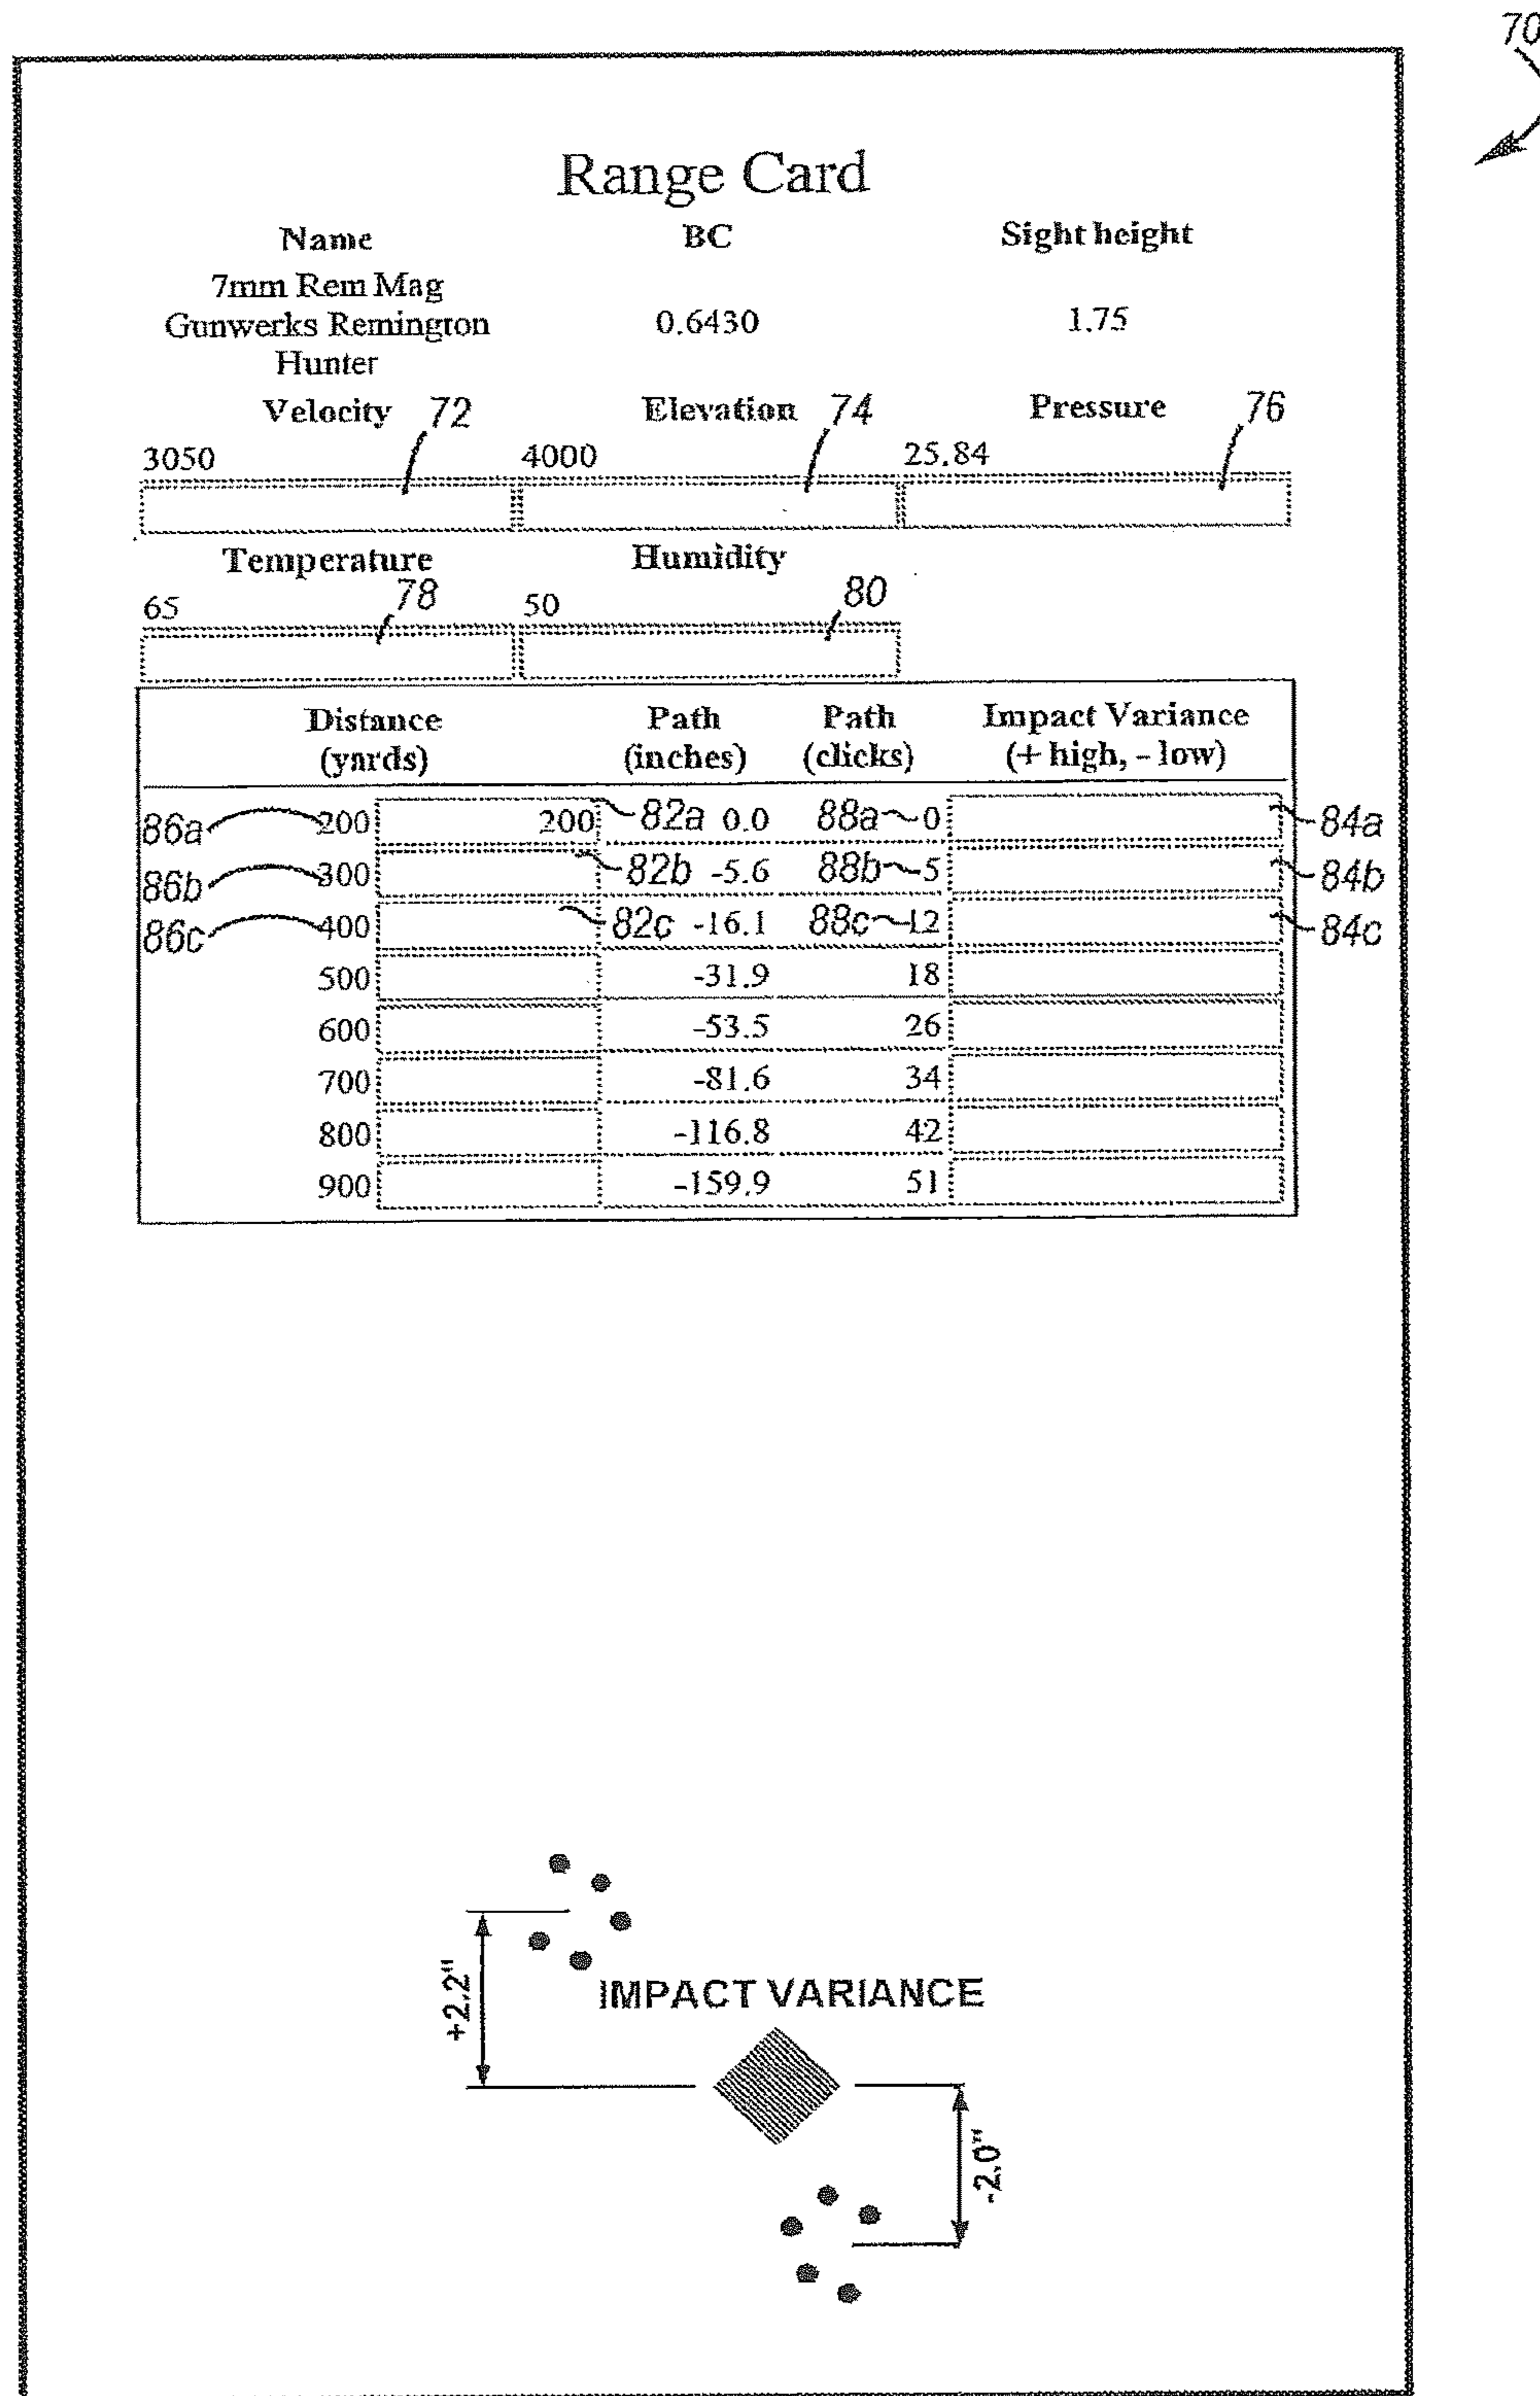 70
Range Card
Name BC Sight height
7mm Rem Mag
Gunwerks Remington 0.6430 1.75
Hunter
Velocity 72 Elevation 74 Pressure 76
3050 4000 25.84
Temperature Humidity
65 78 50 80
Distance Path Path Impact Variance
(yards) (inches) (clicks) (+ high, - low)
86a 200 200 82a 0.0 88a 0 84a
86b 300 82b -5.6 88b 5 84b
86c 400 82c -16.1 88c 12 84c
500 -31.9 18
600 -53.5 26
700 -81.6 34
800 -116.8 42
900 -159.9 51
+2.2"
IMPACT VARIANCE
-2.0"